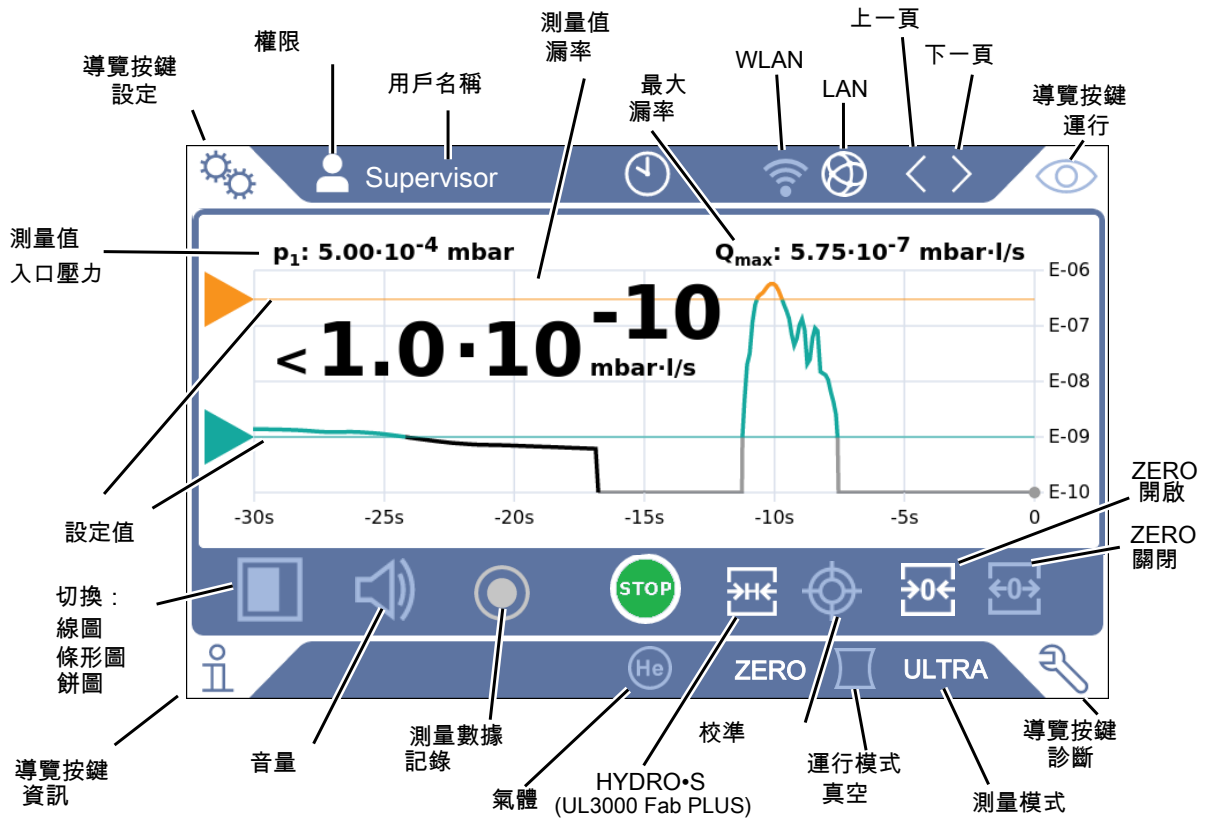 導覽按鍵
設定
權限
用戶名稱
測量值
漏率
最大
漏率
WLAN
LAN
上一頁
下一頁
導覽按鍵
運行
Supervisor
測量值
入口壓力
p₁: 5.00·10⁻⁴ mbar
Qmax: 5.75·10⁻⁷ mbar·l/s
<1.0·10⁻¹⁰
mbar·l/s
E-06
E-07
E-08
E-09
E-10
-30s
-25s
-20s
-15s
-10s
-5s
0
設定值
ZERO
開啟
ZERO
關閉
切換：
線圖
條形圖
餅圖
STOP
H
0
0
He
ZERO
ULTRA
導覽按鍵
資訊
音量
測量數據
記錄
氣體
HYDRO•S
(UL3000 Fab PLUS)
校準
運行模式
真空
測量模式
導覽按鍵
診斷